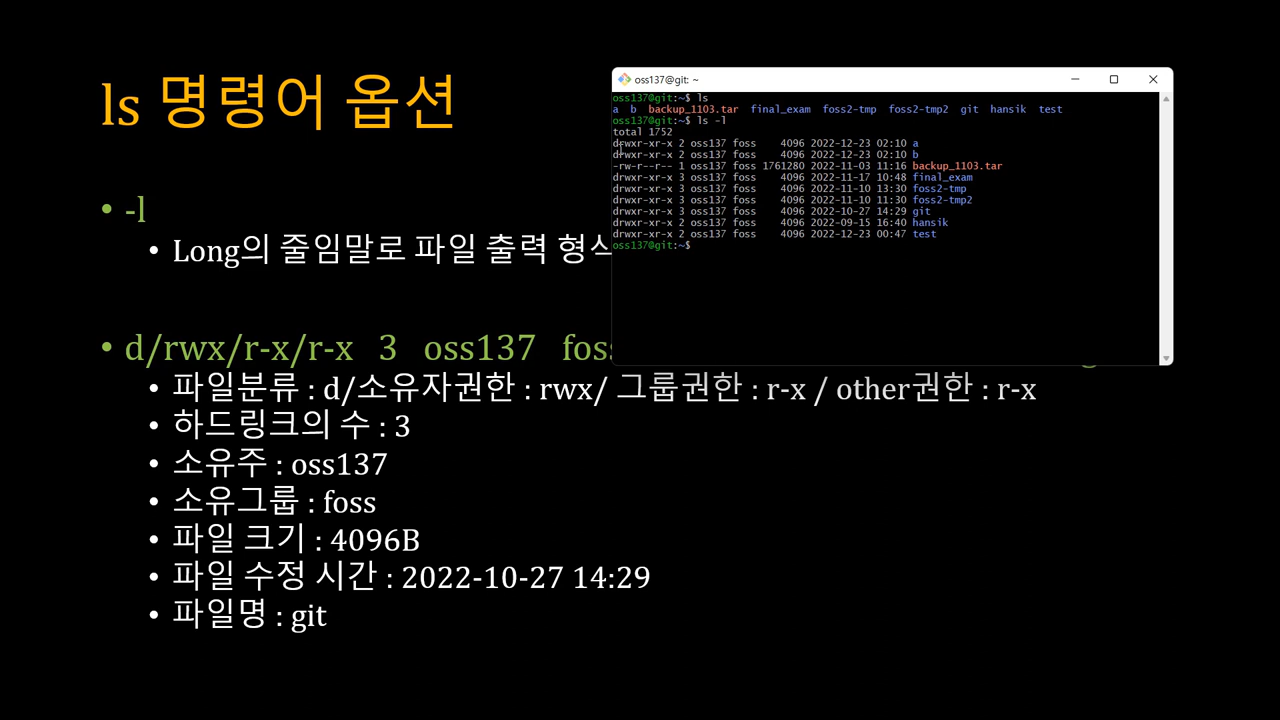 ls 명령어 옵션
• -l
• Long의 줄임말로 파일 출력 형식
• d/rwx/r-x/r-x 3 oss137 foss
• 파일분류 : d/소유자권한 : rwx/ 그룹권한 : r-x / other권한 : r-x
• 하드링크의 수 : 3
• 소유주 : oss137
• 소유그룹 : foss
• 파일 크기 : 4096B
• 파일 수정 시간 : 2022-10-27 14:29
• 파일명 : git
oss137@git: ~
oss137@git:~$ ls
a b backup_1103.tar final_exam foss2-tmp foss2-tmp2 git hansik test
oss137@git:~$ ls -l
total 1752
drwxr-xr-x 2 oss137 foss 4096 2022-12-23 02:10 a
drwxr-xr-x 2 oss137 foss 4096 2022-12-23 02:10 b
-rw-r--r-- 1 oss137 foss 1761280 2022-11-03 11:16 backup_1103.tar
drwxr-xr-x 3 oss137 foss 4096 2022-11-17 10:48 final_exam
drwxr-xr-x 3 oss137 foss 4096 2022-11-10 13:30 foss2-tmp
drwxr-xr-x 3 oss137 foss 4096 2022-11-10 11:30 foss2-tmp2
drwxr-xr-x 3 oss137 foss 4096 2022-10-27 14:29 git
drwxr-xr-x 2 oss137 foss 4096 2022-09-15 16:40 hansik
drwxr-xr-x 2 oss137 foss 4096 2022-12-23 00:47 test
oss137@git:~$